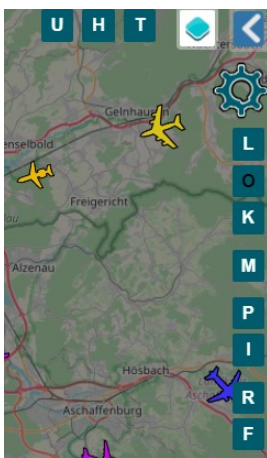 U H T
Gelnhausen
L
enselbold
O
Freigericht
K
Alzenau
M
P
I
Hösbach
R
Aschaffenburg
F